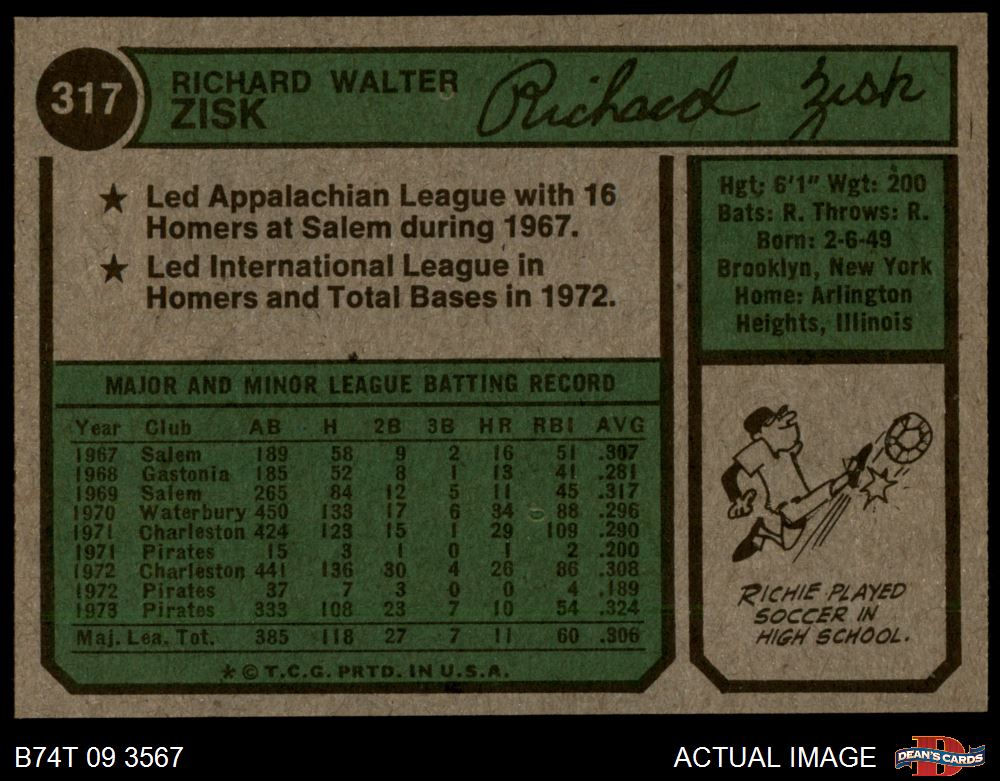 317
RICHARD WALTER
ZISK
Richard Zisk
★ Led Appalachian League with 16
Homers at Salem during 1967.
★ Led International League in
Homers and Total Bases in 1972.
Hgt: 6'1" Wgt: 200
Bats: R. Throws: R.
Born: 2-6-49
Brooklyn, New York
Home: Arlington
Heights, Illinois
MAJOR AND MINOR LEAGUE BATTING RECORD
Year Club AB H 2B 3B HR RBI AVG
1967 Salem 189 58 9 2 16 51 .307
1968 Gastonia 185 52 8 1 13 41 .281
1969 Salem 265 84 12 5 11 45 .317
1970 Waterbury 450 133 17 6 34 88 .296
1971 Charleston 424 123 15 1 29 109 .290
1971 Pirates 15 3 1 0 1 2 .200
1972 Charleston 441 136 30 4 26 86 .308
1972 Pirates 37 7 3 0 0 4 .189
1973 Pirates 333 108 23 7 10 54 .324
Maj. Lea. Tot. 385 118 27 7 11 60 .306
* © T.C.G. PRTD. IN U.S.A.
RICHIE PLAYED
SOCCER IN
HIGH SCHOOL.
B74T 09 3567
ACTUAL IMAGE
D
DEAN'S CARDS